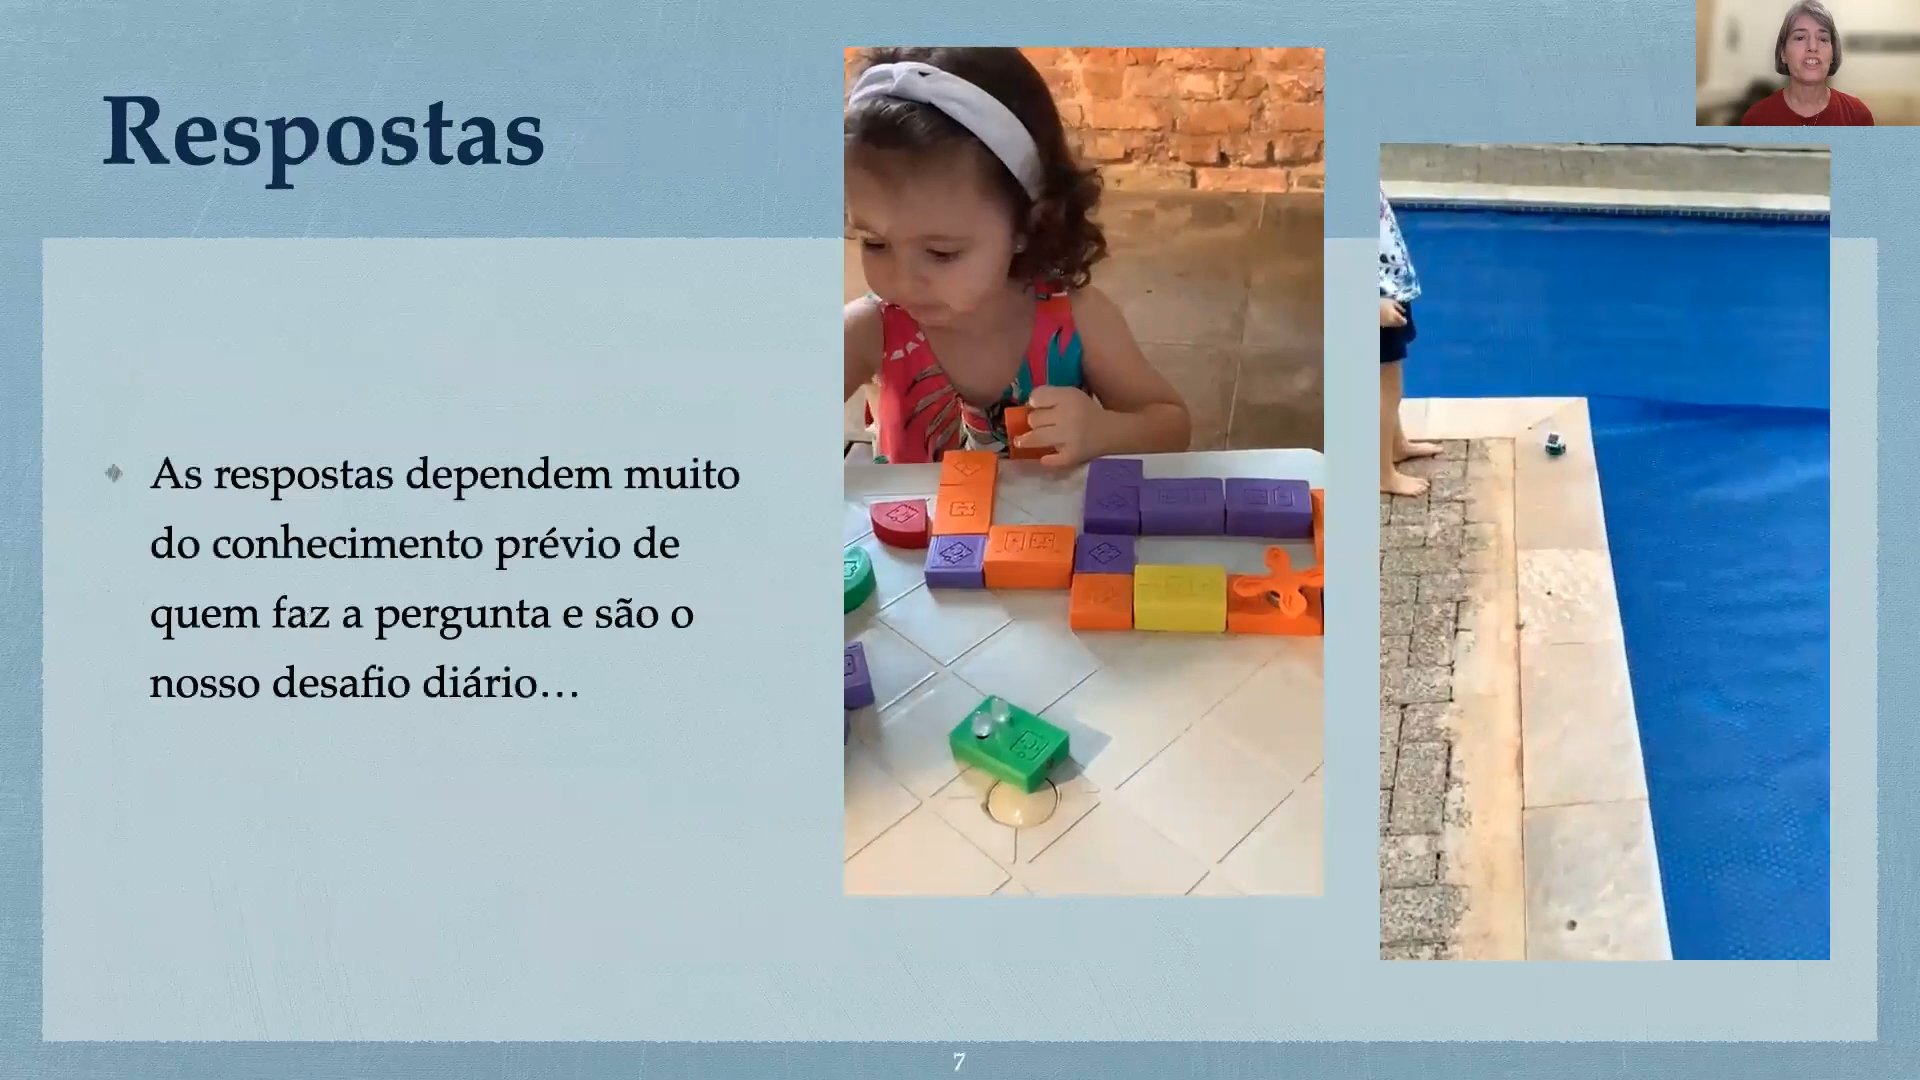 Respostas
As respostas dependem muito
do conhecimento prévio de
quem faz a pergunta e são o
nosso desafio diário…
7